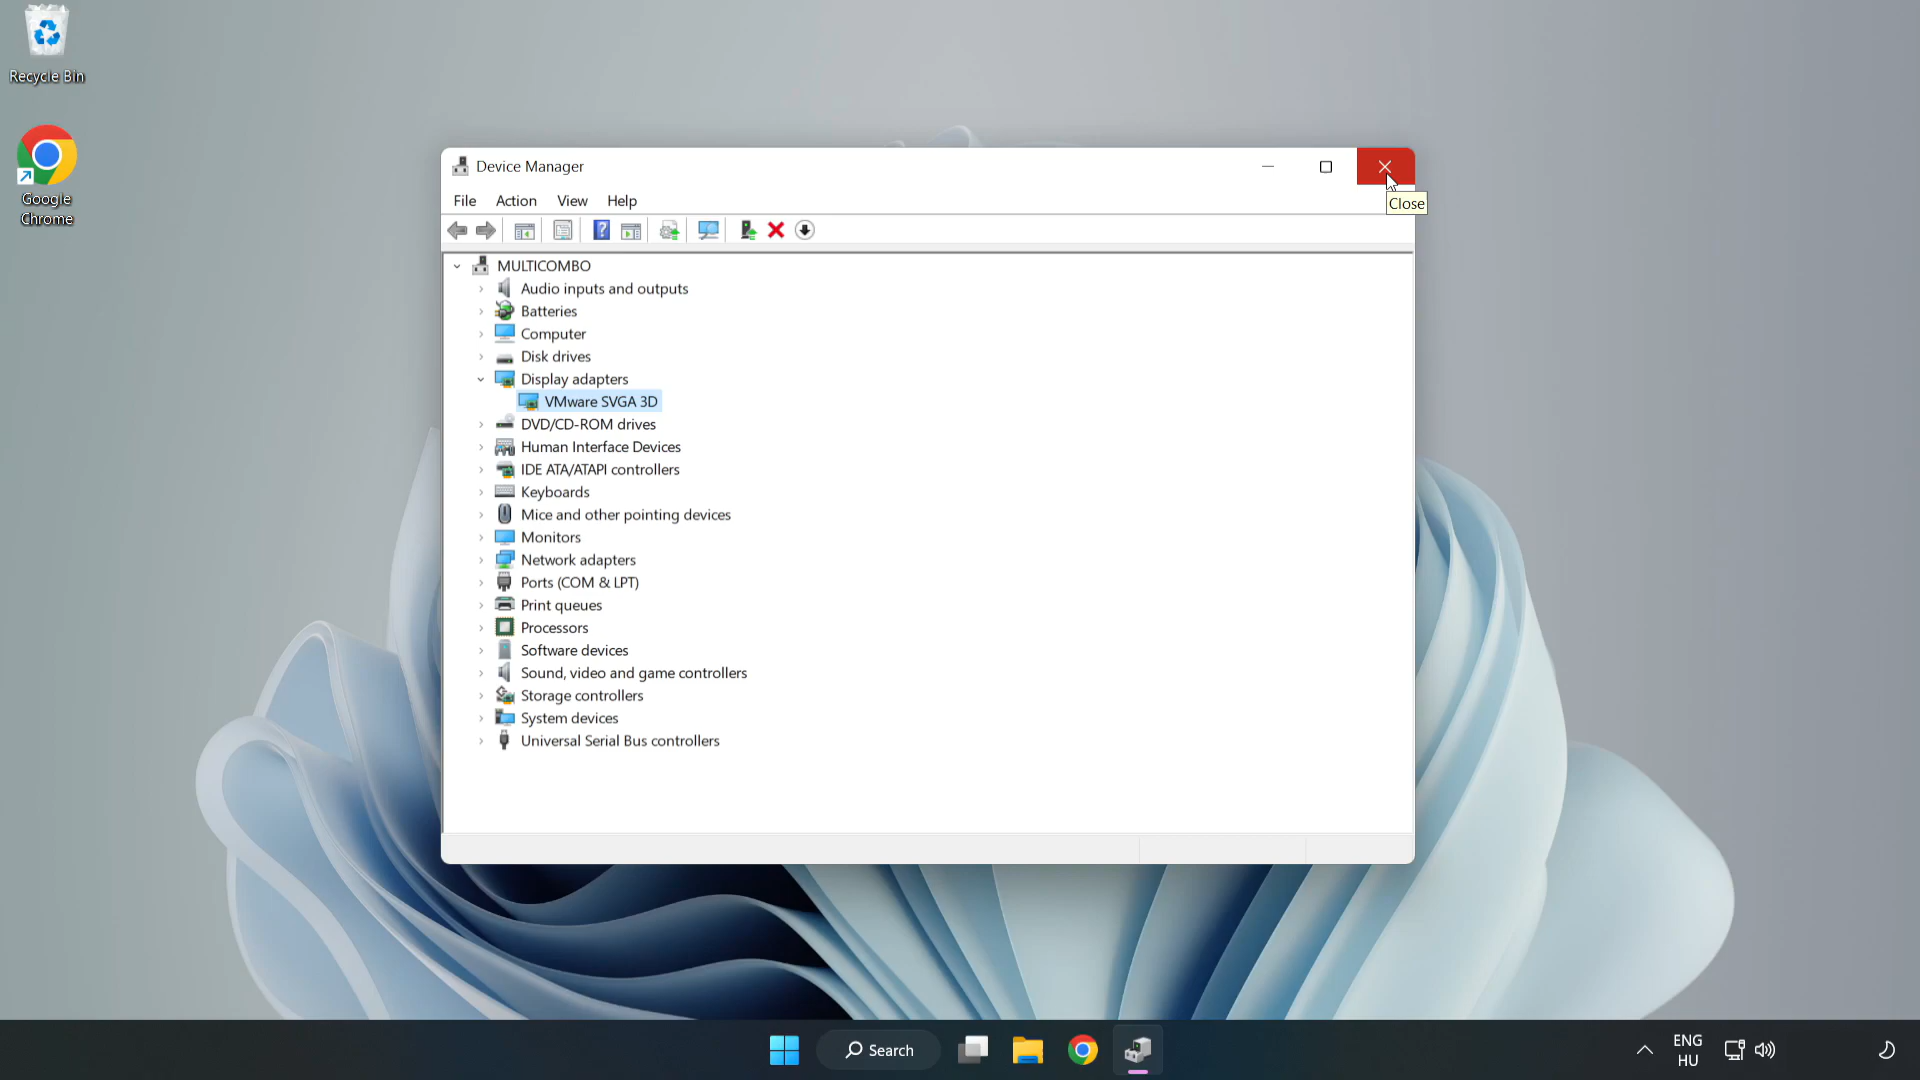 Recycle Bin
Google
Chrome
Device Manager
File Action View Help
Close
MULTICOMBO
Audio inputs and outputs
Batteries
Computer
Disk drives
Display adapters
VMware SVGA 3D
DVD/CD-ROM drives
Human Interface Devices
IDE ATA/ATAPI controllers
Keyboards
Mice and other pointing devices
Monitors
Network adapters
Ports (COM & LPT)
Print queues
Processors
Software devices
Sound, video and game controllers
Storage controllers
System devices
Universal Serial Bus controllers
Search
ENG
HU